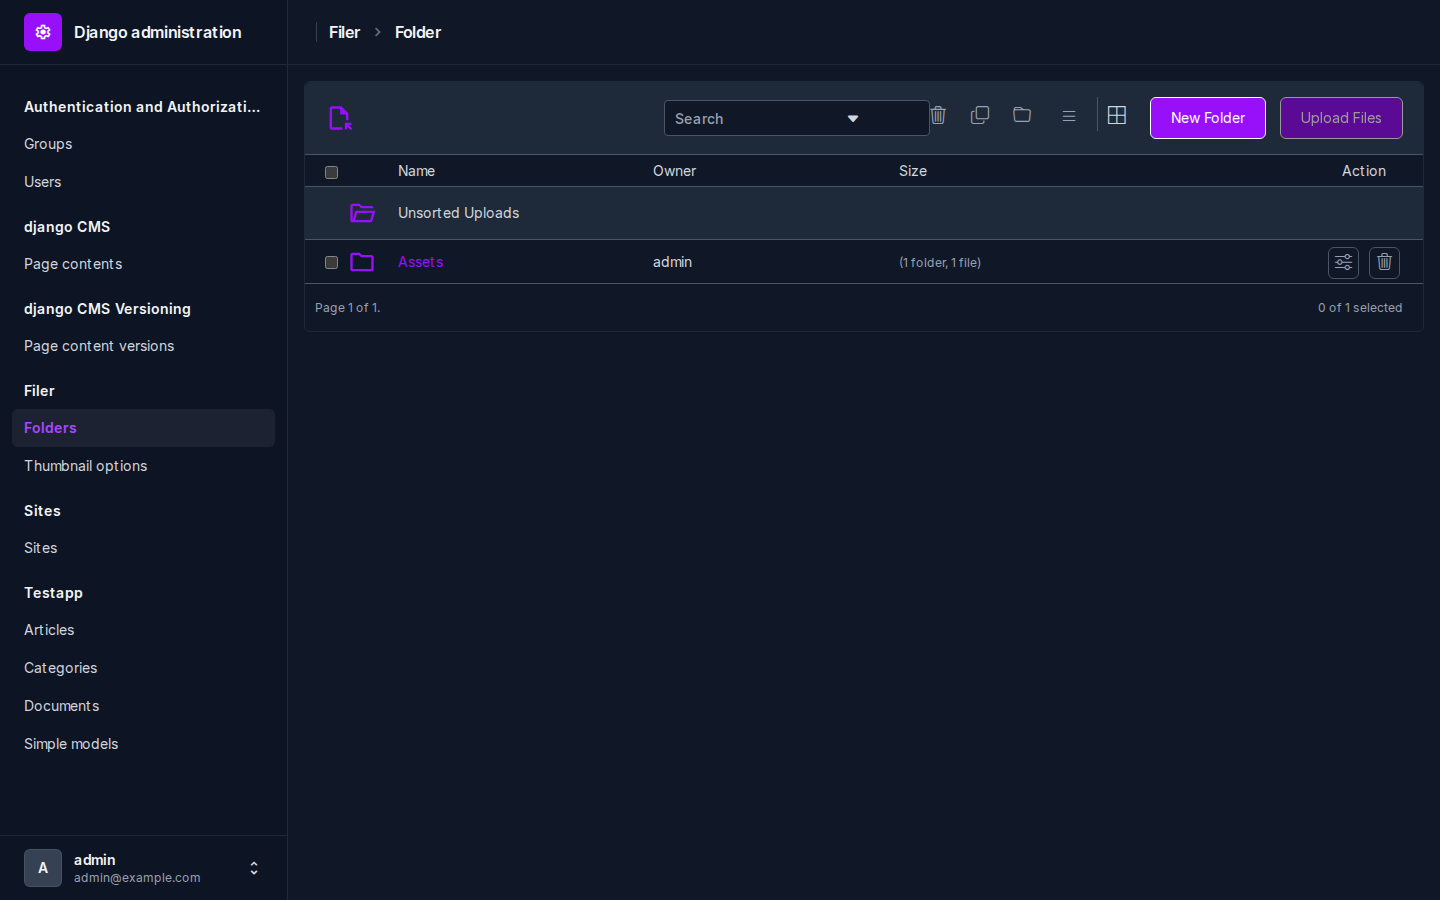 Django administration
Filer
Folder
Authentication and Authorizati...
Groups
Users
django CMS
Page contents
django CMS Versioning
Page content versions
Filer
Folders
Thumbnail options
Sites
Sites
Testapp
Articles
Categories
Documents
Simple models
A
admin
admin@example.com
Search
New Folder
Upload Files
Name Owner Size Action
Unsorted Uploads
Assets admin (1 folder, 1 file)
Page 1 of 1. 0 of 1 selected